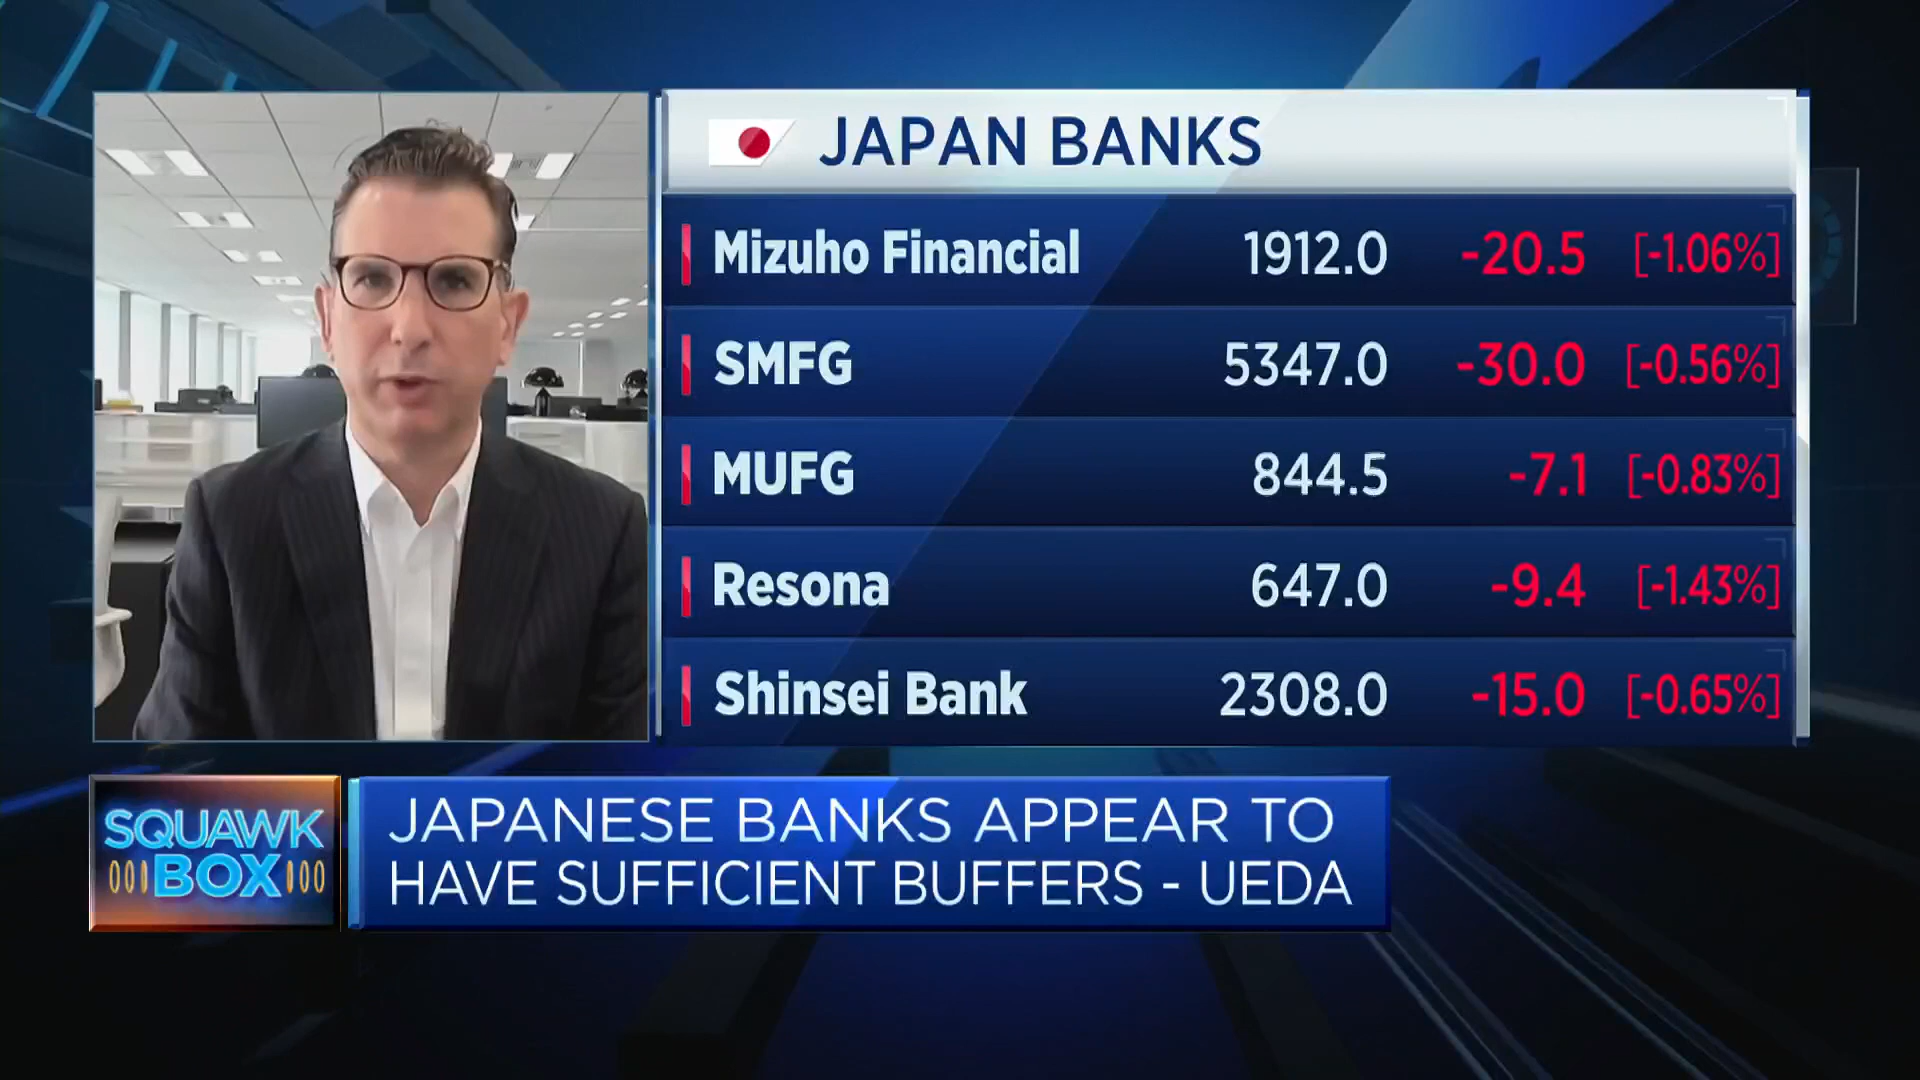 JAPAN BANKS
Mizuho Financial 1912.0 -20.5 [-1.06%]
SMFG 5347.0 -30.0 [-0.56%]
MUFG 844.5 -7.1 [-0.83%]
Resona 647.0 -9.4 [-1.43%]
Shinsei Bank 2308.0 -15.0 [-0.65%]
SQUAWK
BOX
JAPANESE BANKS APPEAR TO
HAVE SUFFICIENT BUFFERS - UEDA